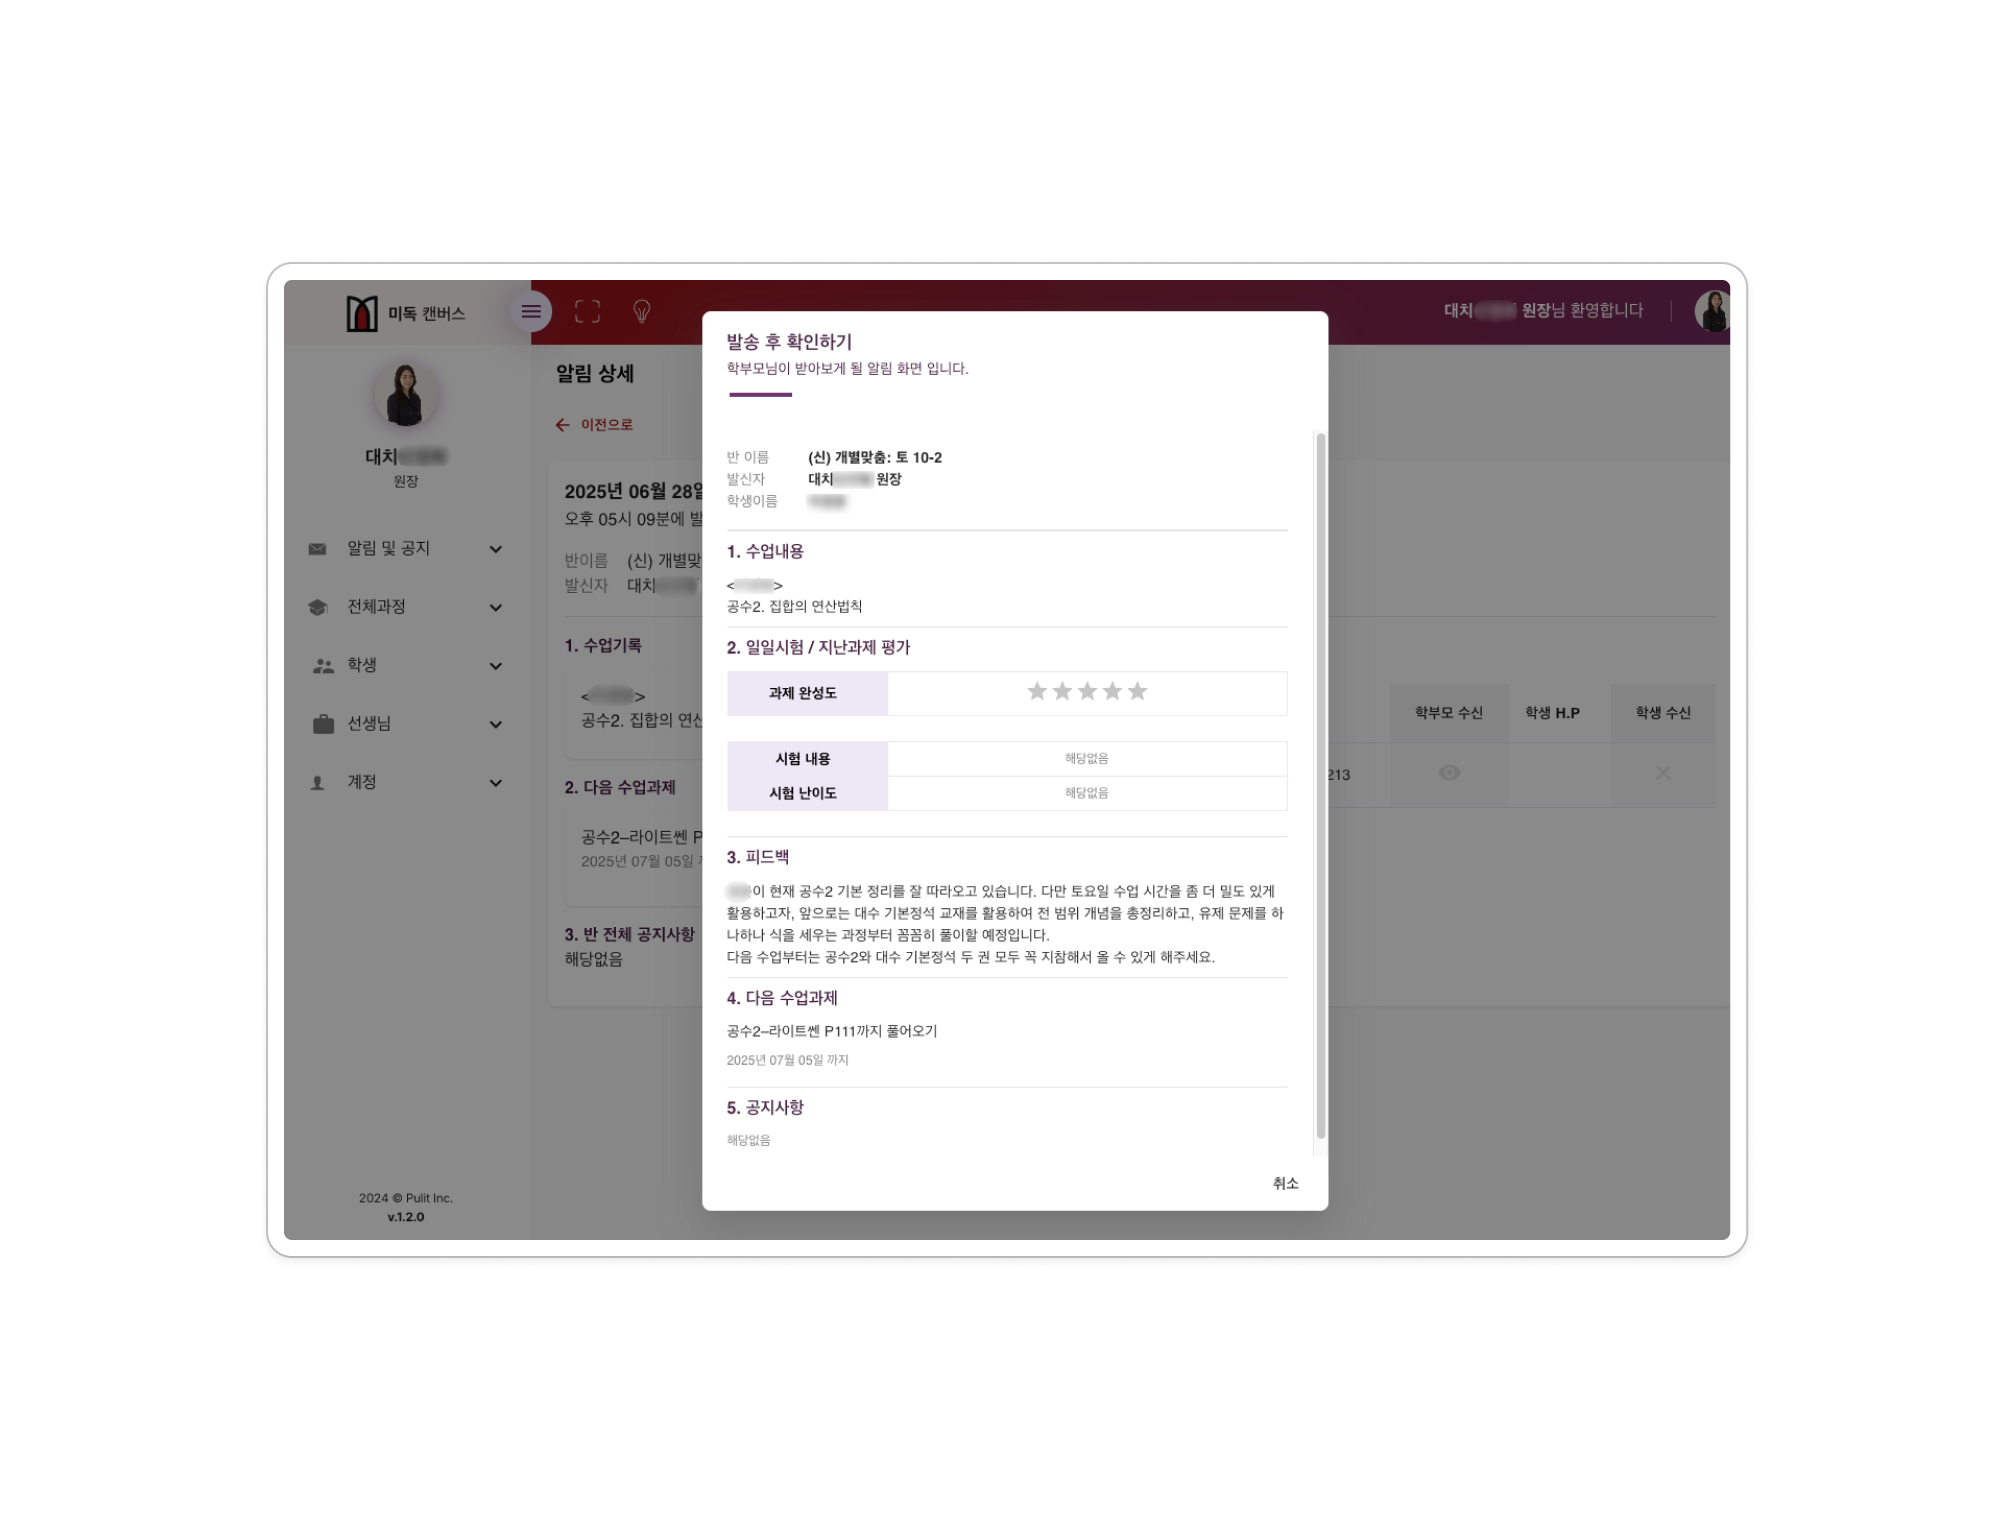 미독 캔버스
대치 원장님 환영합니다
대치
원장
알림 및 공지
전체과정
학생
선생님
계정
2024 © Pulit Inc.
v.1.2.0
알림 상세
이전으로
2025년 06월 28일
오후 05시 09분에
반이름 (신) 개별맞
발신자 대치
1. 수업기록
< >
공수2. 집합의 연산
2. 다음 수업과제
공수2–라이트쎈 P
2025년 07월 05일
3. 반 전체 공지사항
해당없음
학부모 수신 학생 H.P 학생 수신
213
발송 후 확인하기
학부모님이 받아보게 될 알림 화면 입니다.
반 이름 (신) 개별맞춤: 토 10-2
발신자 대치 원장
학생이름
1. 수업내용
< >
공수2. 집합의 연산법칙
2. 일일시험 / 지난과제 평가
과제 완성도
시험 내용 해당없음
시험 난이도 해당없음
3. 피드백
이 현재 공수2 기본 정리를 잘 따라오고 있습니다. 다만 토요일 수업 시간을 좀 더 밀도 있게
활용하고자, 앞으로는 대수 기본정석 교재를 활용하여 전 범위 개념을 총정리하고, 유제 문제를 하
나하나 식을 세우는 과정부터 꼼꼼히 풀이할 예정입니다.
다음 수업부터는 공수2와 대수 기본정석 두 권 모두 꼭 지참해서 올 수 있게 해주세요.
4. 다음 수업과제
공수2–라이트쎈 P111까지 풀어오기
2025년 07월 05일 까지
5. 공지사항
해당없음
취소